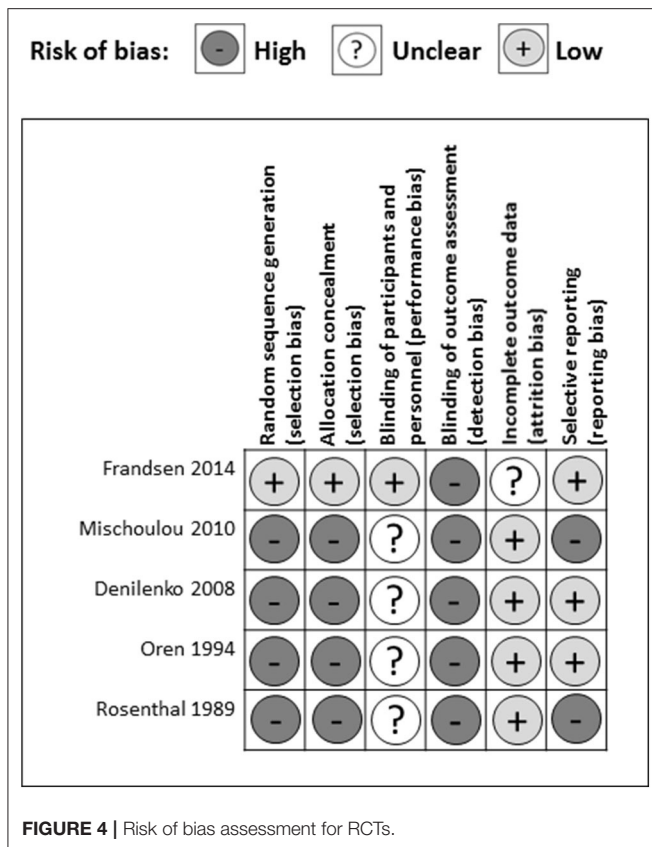 Risk of bias: - High ? Unclear + Low
Random sequence generation
(selection bias)
Allocation concealment
(selection bias)
Blinding of participants and
personnel (performance bias)
Blinding of outcome assessment
(detection bias)
Incomplete outcome data
(attrition bias)
Selective reporting
(reporting bias)
Frandsen 2014 + + + - ? +
Mischoulou 2010 - - ? - + -
Denilenko 2008 - - ? - + +
Oren 1994 - - ? - + +
Rosenthal 1989 - - ? - + -
FIGURE 4 | Risk of bias assessment for RCTs.